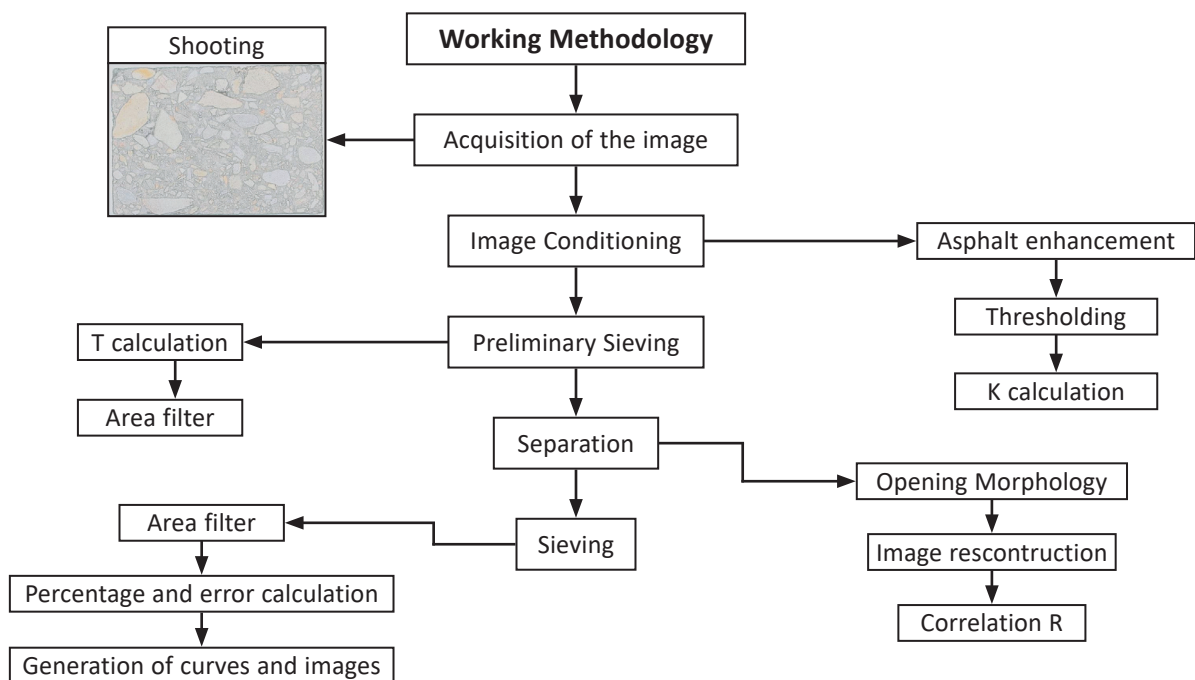 Working Methodology
Shooting
Acquisition of the image
Image Conditioning
Asphalt enhancement
Thresholding
K calculation
Preliminary Sieving
T calculation
Area filter
Separation
Opening Morphology
Image rescontruction
Correlation R
Sieving
Area filter
Percentage and error calculation
Generation of curves and images